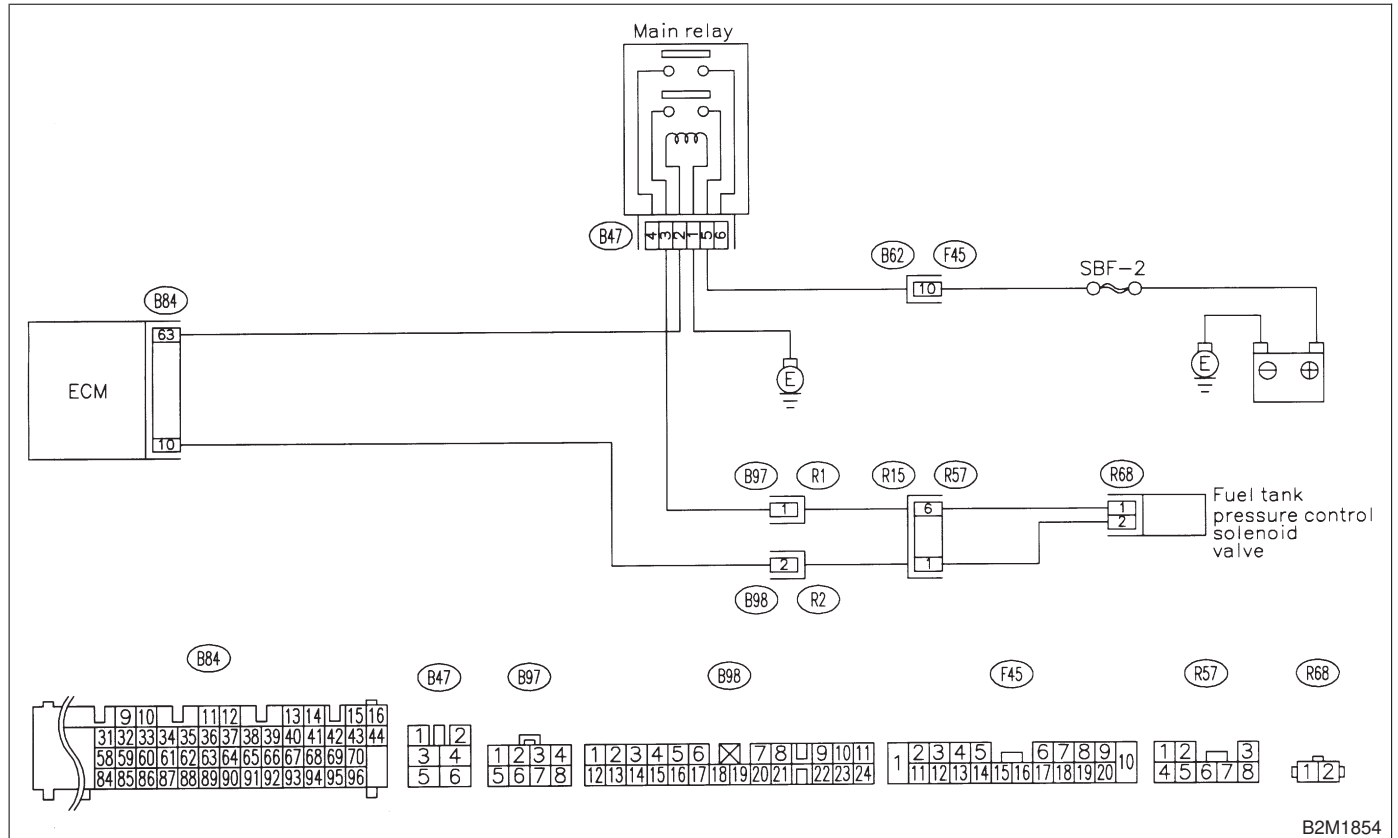 Main relay
B47
4 3 2 1 5 6
B62 F45
SBF-2
10
B84
63
ECM
10
E
E
⊖ ⊕
B97 R1
R15 R57
R68
1
6
1
2
Fuel tank
pressure control
solenoid
valve
2
1
B98 R2
B84
9 10 11 12 13 14 15 16
31 32 33 34 35 36 37 38 39 40 41 42 43 44
58 59 60 61 62 63 64 65 66 67 68 69 70
84 85 86 87 88 89 90 91 92 93 94 95 96
B47
1 2
3 4
5 6
B97
1 2 3 4
5 6 7 8
B98
1 2 3 4 5 6 7 8 9 10 11
12 13 14 15 16 17 18 19 20 21 22 23 24
F45
1 2 3 4 5 6 7 8 9 10
11 12 13 14 15 16 17 18 19 20
R57
1 2 3
4 5 6 7 8
R68
1 2
B2M1854